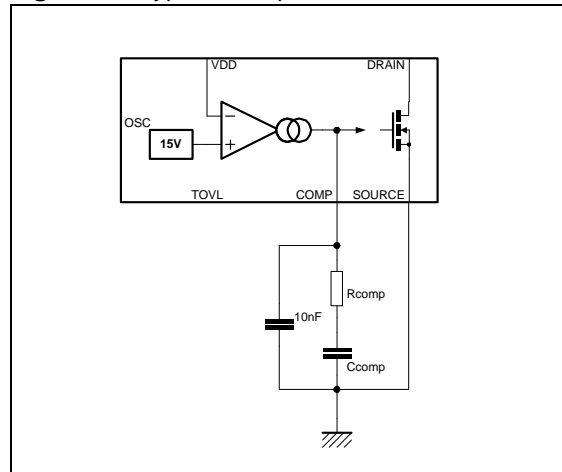 VDD
DRAIN
OSC
15V
TOVL
COMP
SOURCE
Rcomp
10nF
Ccomp